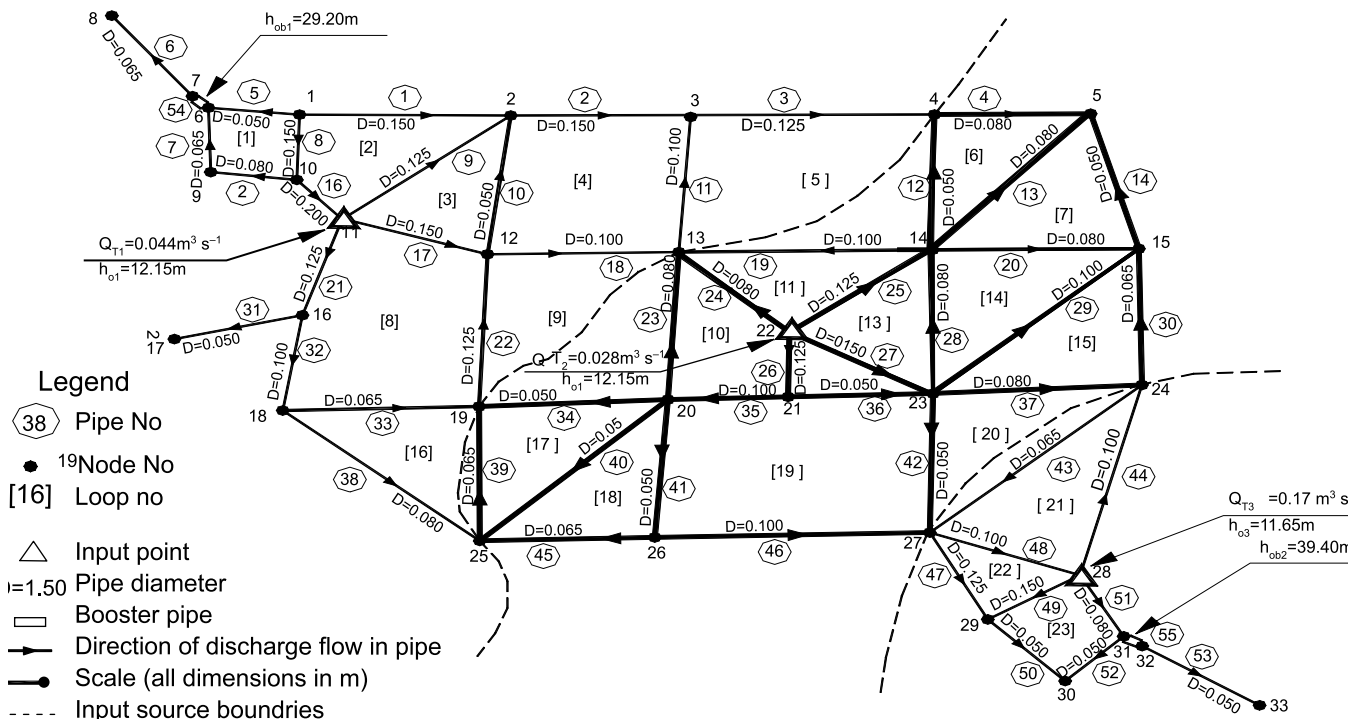 8
h_ob1=29.20m
6
D=0.065
7
5
1
1
2
2
3
3
4
4
5
54
6
D=0.050
D=0.150
D=0.150
D=0.125
D=0.080
[1]
8
[2]
D=0.150
7
D=0.065
D=0.080
10
9
2
16
D=0.200
D=0.125
9
[3]
10
D=0.050
[4]
11
D=0.100
[ 5 ]
12
D=0.050
[6]
D=0.080
13
D=0.050
14
[7]
11
Q_T1=0.044m³ s⁻¹
h_o1=12.15m
D=0.150
17
12
D=0.100
18
13
D=0.100
19
14
D=0.080
20
15
D=0.125
21
D=0080
24
[11]
D=0.125
25
[14]
D=0.100
29
D=0.065
30
31
16
2
17
D=0.050
D=0.100
32
[8]
22
D=0.125
[9]
23
D=0.080
[10]
22
[13]
D=0150
27
D=0.080
28
[15]
Q T_2=0.028m³ s⁻¹
h_o1=12.15m
26
D=0.125
Legend
18
D=0.065
33
19
D=0.050
34
20
D=0.100
35
21
D=0.050
36
23
D=0.080
37
24
38 Pipe No
19 Node No
[16] Loop no
[16]
38
D=0.080
39
D=0.065
[17]
D=0.05
40
[18]
41
D=0.050
[19]
42
D=0.050
[ 20 ]
D=0.065
43
D=0.100
44
[ 21 ]
Q_T3 =0.17 m³ s
h_o3=11.65m
h_ob2=39.40m
25
D=0.065
45
26
D=0.100
46
27
D=0.100
48
47
D=0.125
[22 ]
28
D=0.150
49
51
D=0.080
29
[23]
D=0.050
50
D=0.050
52
30
31
55
32
53
D=0.050
33
Input point
)=1.50 Pipe diameter
Booster pipe
Direction of discharge flow in pipe
Scale (all dimensions in m)
Input source boundries